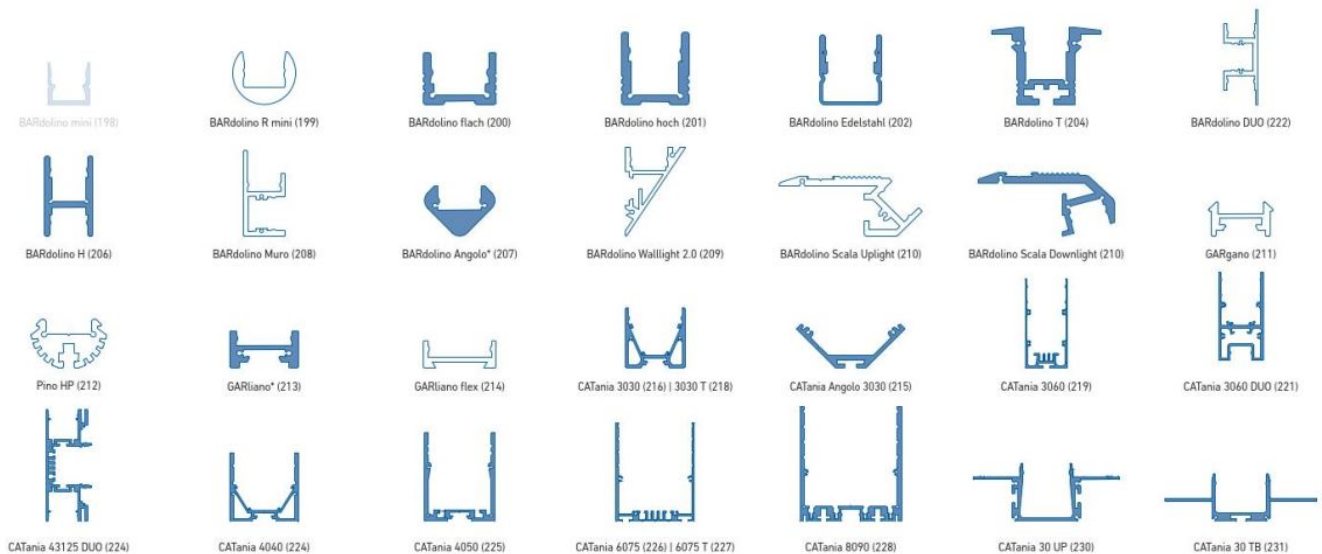 BARdolino mini (198)
BARdolino R mini (199)
BARdolino flach (200)
BARdolino hoch (201)
BARdolino Edelstahl (202)
BARdolino T (204)
BARdolino DUO (222)
BARdolino H (206)
BARdolino Muro (208)
BARdolino Angolo* (207)
BARdolino Walllight 2.0 (209)
BARdolino Scala Uplight (210)
BARdolino Scala Downlight (210)
GARgano (211)
Pino HP (212)
GARliano* (213)
GARliano flex (214)
CATania 3030 (216) | 3030 T (218)
CATania Angolo 3030 (215)
CATania 3060 (219)
CATania 3060 DUO (221)
CATania 43125 DUO (224)
CATania 4040 (224)
CATania 4050 (225)
CATania 6075 (226) | 6075 T (227)
CATania 8090 (228)
CATania 30 UP (230)
CATania 30 TB (231)